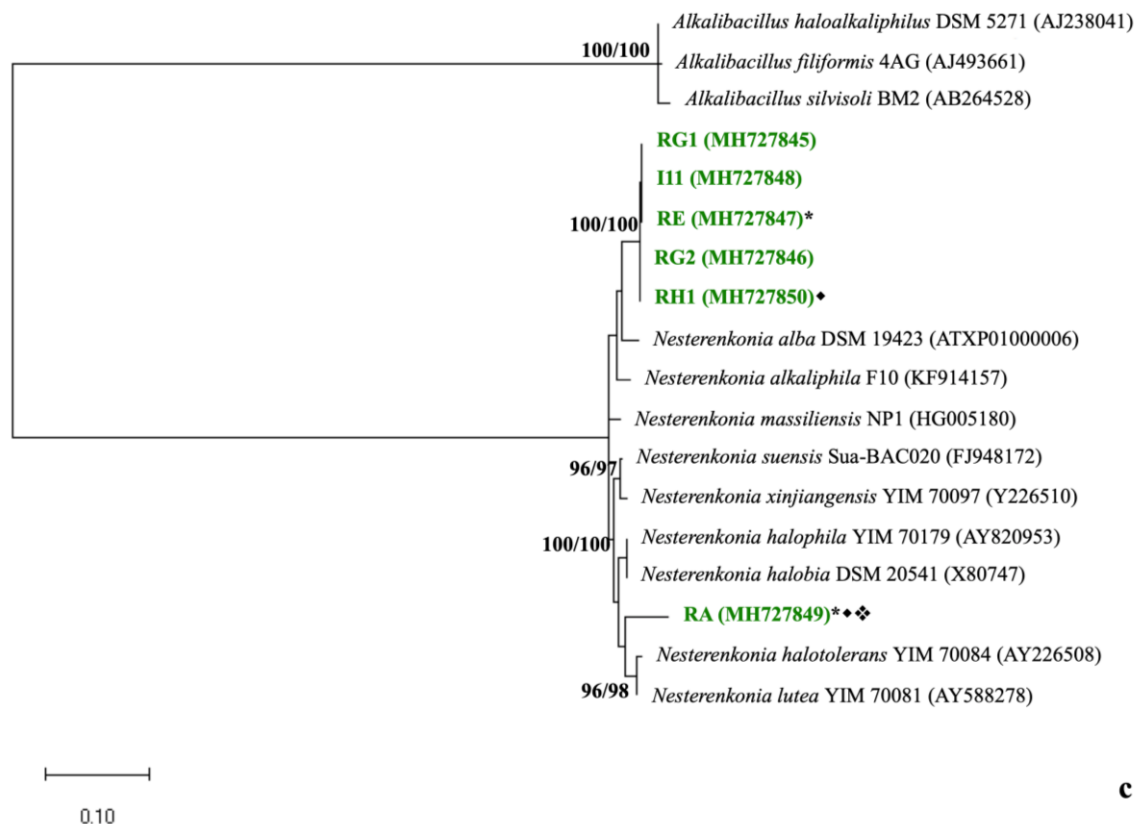 Alkalibacillus haloalkaliphilus DSM 5271 (AJ238041)
100/100
Alkalibacillus filiformis 4AG (AJ493661)
Alkalibacillus silvisoli BM2 (AB264528)
RG1 (MH727845)
I11 (MH727848)
100/100
RE (MH727847)*
RG2 (MH727846)
RH1 (MH727850)◆
Nesterenkonia alba DSM 19423 (ATXP01000006)
Nesterenkonia alkaliphila F10 (KF914157)
Nesterenkonia massiliensis NP1 (HG005180)
96/97
Nesterenkonia suensis Sua-BAC020 (FJ948172)
Nesterenkonia xinjiangensis YIM 70097 (Y226510)
100/100
Nesterenkonia halophila YIM 70179 (AY820953)
Nesterenkonia halobia DSM 20541 (X80747)
RA (MH727849)*◆❖
Nesterenkonia halotolerans YIM 70084 (AY226508)
96/98
Nesterenkonia lutea YIM 70081 (AY588278)
0.10
c